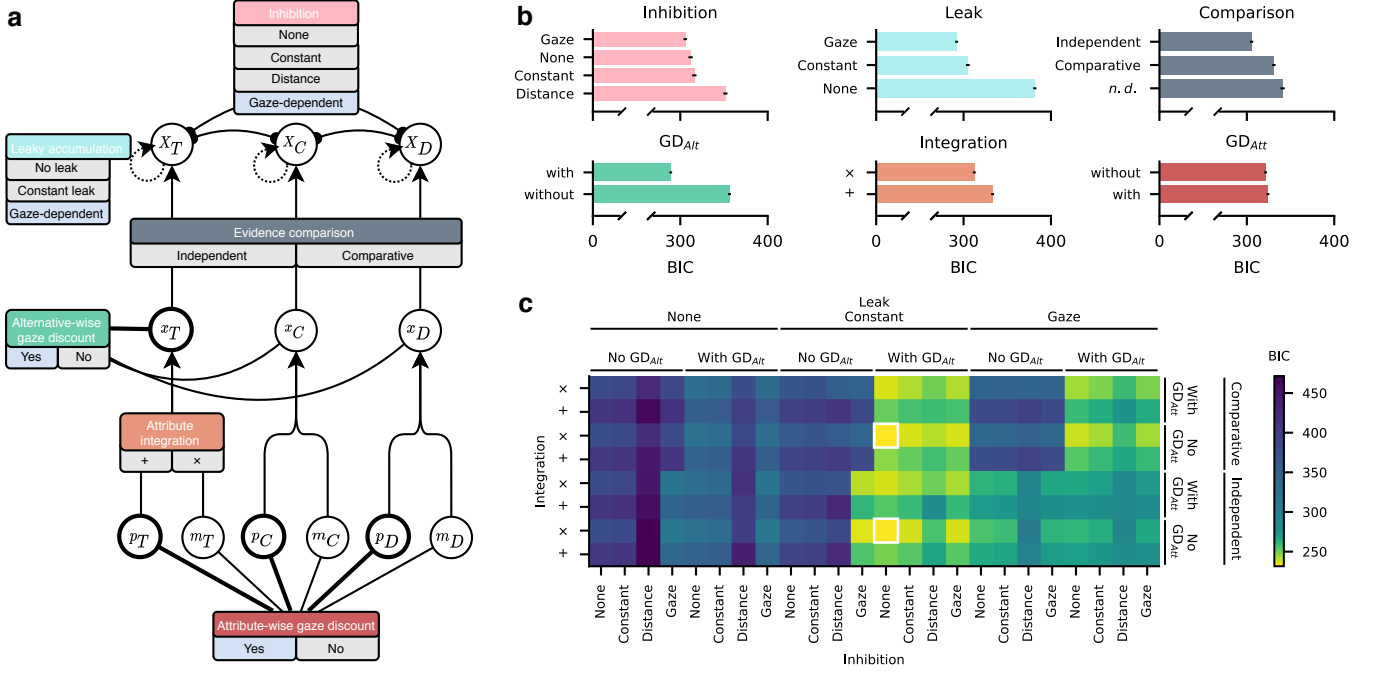 a
Inhibition
None
Constant
Distance
Gaze-dependent
X_T
X_C
X_D
Leaky accumulation
No leak
Constant leak
Gaze-dependent
Evidence comparison
Independent
Comparative
Alternative-wise
gaze discount
Yes
No
x_T
x_C
x_D
Attribute
integration
+
×
p_T
m_T
p_C
m_C
p_D
m_D
Attribute-wise gaze discount
Yes
No
b
Inhibition
Gaze
None
Constant
Distance
Leak
Gaze
Constant
None
Comparison
Independent
Comparative
n. d.
GD_Alt
with
without
0
300
400
BIC
Integration
×
+
0
300
400
BIC
GD_Att
without
with
0
300
400
BIC
c
Leak
None
Constant
Gaze
No GD_Alt
With GD_Alt
No GD_Alt
With GD_Alt
No GD_Alt
With GD_Alt
Integration
×
+
×
+
×
+
×
+
With
GD_Att
No
GD_Att
With
GD_Att
No
GD_Att
Comparative
Independent
None
Constant
Distance
Gaze
None
Constant
Distance
Gaze
None
Constant
Distance
Gaze
None
Constant
Distance
Gaze
None
Constant
Distance
Gaze
None
Constant
Distance
Gaze
Inhibition
BIC
450
400
350
300
250